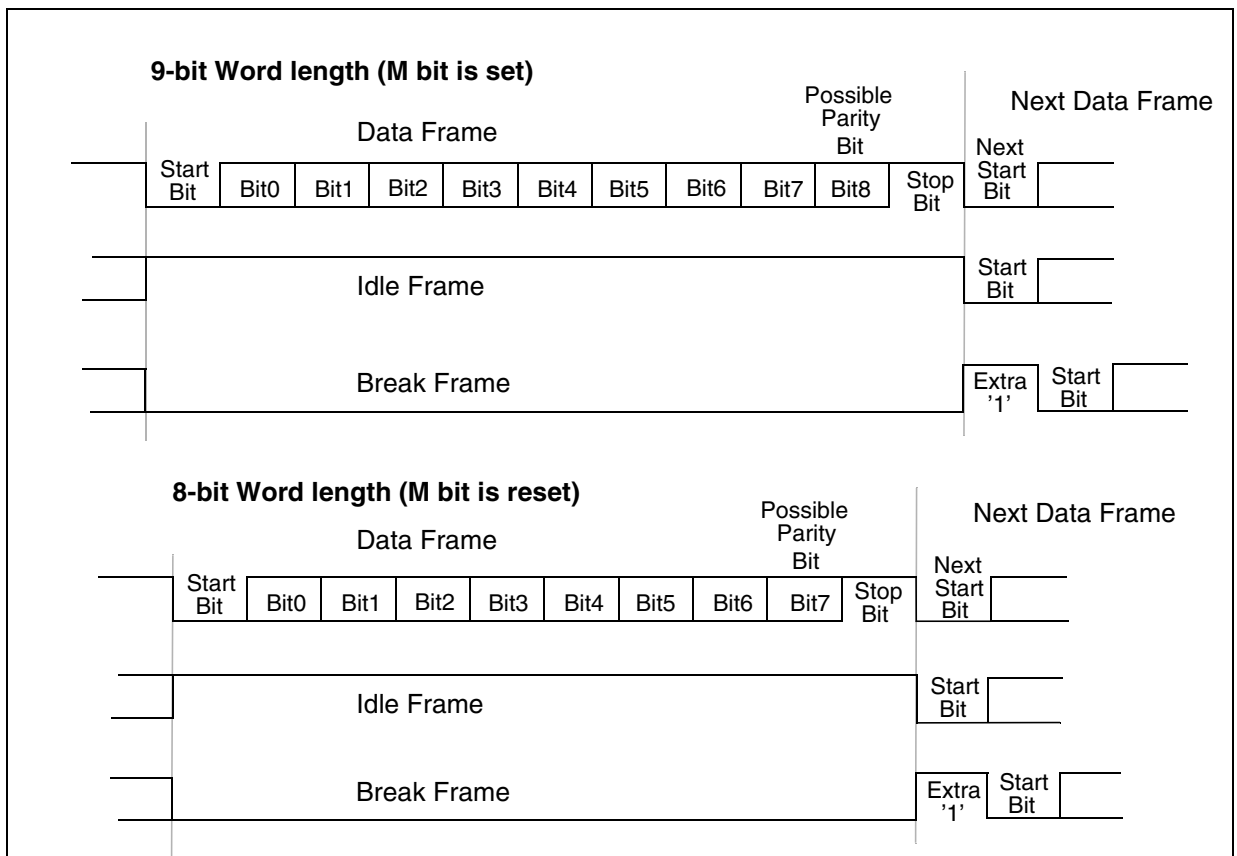 9-bit Word length (M bit is set)
Possible
Parity
Bit
Next Data Frame
Data Frame
Start
Bit
Bit0
Bit1
Bit2
Bit3
Bit4
Bit5
Bit6
Bit7
Bit8
Stop
Bit
Next
Start
Bit
Idle Frame
Start
Bit
Break Frame
Extra
'1'
Start
Bit
8-bit Word length (M bit is reset)
Possible
Parity
Bit
Next Data Frame
Data Frame
Start
Bit
Bit0
Bit1
Bit2
Bit3
Bit4
Bit5
Bit6
Bit7
Stop
Bit
Next
Start
Bit
Idle Frame
Start
Bit
Break Frame
Extra
'1'
Start
Bit